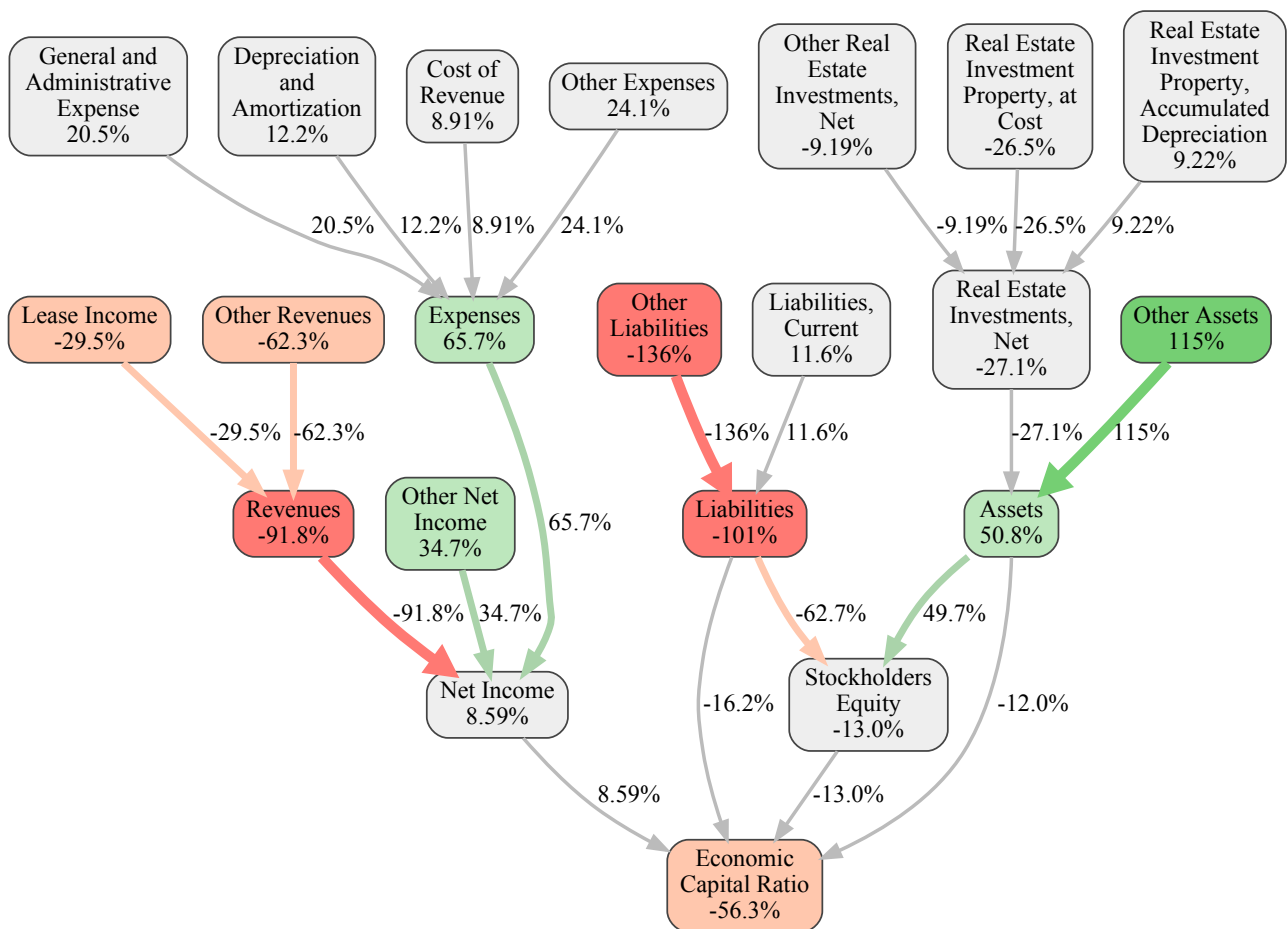 General and
Administrative
Expense
20.5%
Depreciation
and
Amortization
12.2%
Cost of
Revenue
8.91%
Other Expenses
24.1%
Other Real
Estate
Investments,
Net
-9.19%
Real Estate
Investment
Property, at
Cost
-26.5%
Real Estate
Investment
Property,
Accumulated
Depreciation
9.22%
20.5%
12.2%
8.91%
24.1%
-9.19%
-26.5%
9.22%
Lease Income
-29.5%
Other Revenues
-62.3%
Expenses
65.7%
Other
Liabilities
-136%
Liabilities,
Current
11.6%
Real Estate
Investments,
Net
-27.1%
Other Assets
115%
-29.5%
-62.3%
-136%
11.6%
-27.1%
115%
Revenues
-91.8%
Other Net
Income
34.7%
65.7%
Liabilities
-101%
Assets
50.8%
-91.8%
34.7%
-62.7%
49.7%
Net Income
8.59%
-16.2%
Stockholders
Equity
-13.0%
-12.0%
8.59%
-13.0%
Economic
Capital Ratio
-56.3%